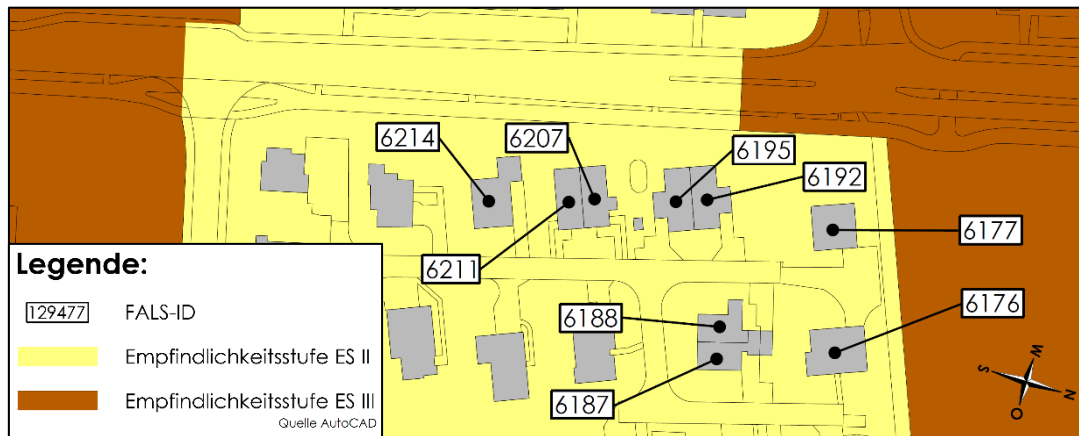 6214
6207
6195
6192
6177
6211
6176
6188
6187
Legende:
129477 FALS-ID
Empfindlichkeitsstufe ES II
Empfindlichkeitsstufe ES III
Quelle AutoCAD
W
S
N
O